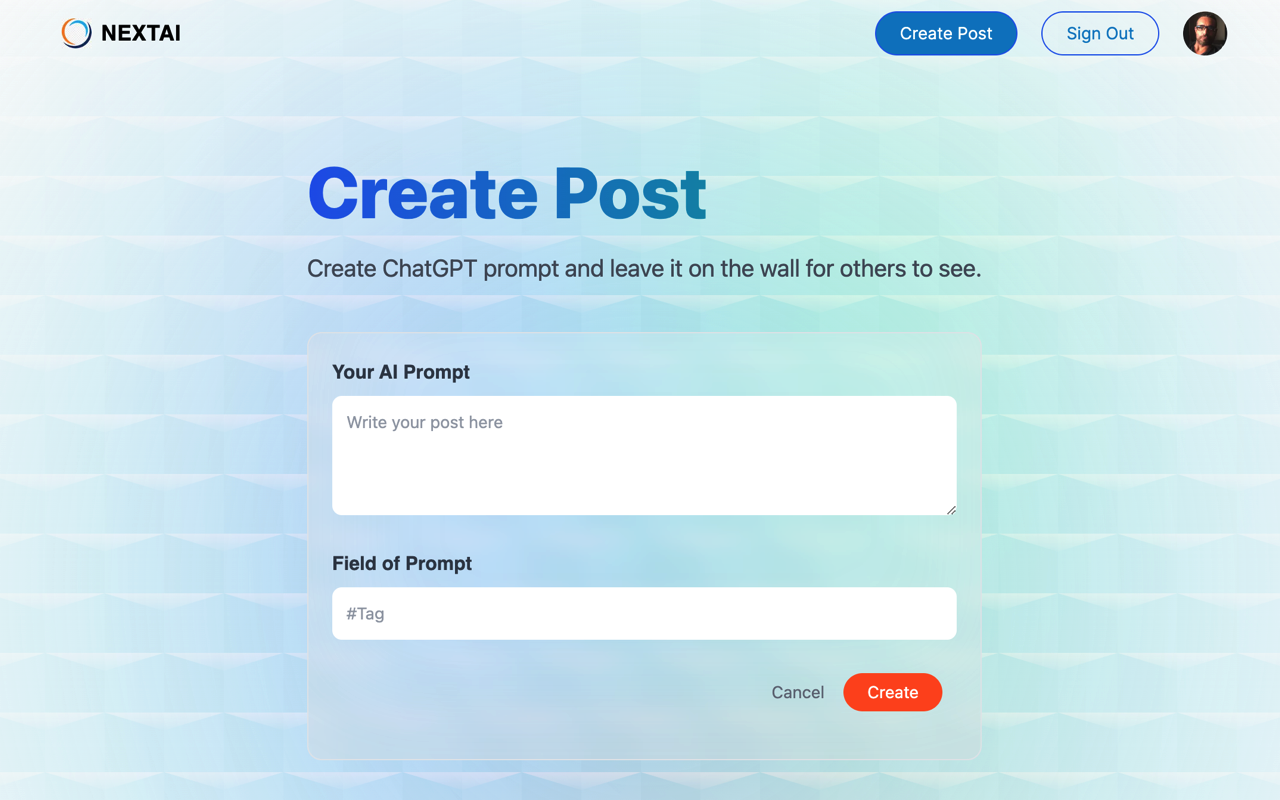 NEXTAI
Create Post
Sign Out
Create Post
Create ChatGPT prompt and leave it on the wall for others to see.
Your AI Prompt
Write your post here
Field of Prompt
#Tag
Cancel
Create